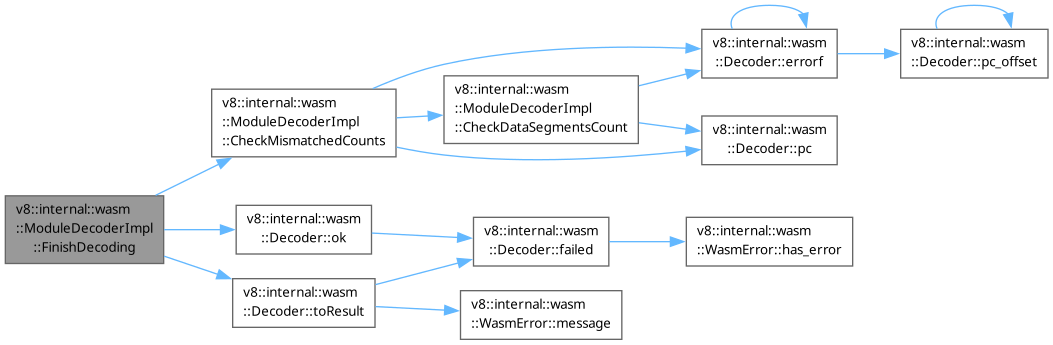 v8::internal::wasm
::ModuleDecoderImpl
::FinishDecoding
v8::internal::wasm
::ModuleDecoderImpl
::CheckMismatchedCounts
v8::internal::wasm
::ModuleDecoderImpl
::CheckDataSegmentsCount
v8::internal::wasm
::Decoder::errorf
v8::internal::wasm
::Decoder::pc_offset
v8::internal::wasm
::Decoder::pc
v8::internal::wasm
::Decoder::ok
v8::internal::wasm
::Decoder::failed
v8::internal::wasm
::WasmError::has_error
v8::internal::wasm
::Decoder::toResult
v8::internal::wasm
::WasmError::message